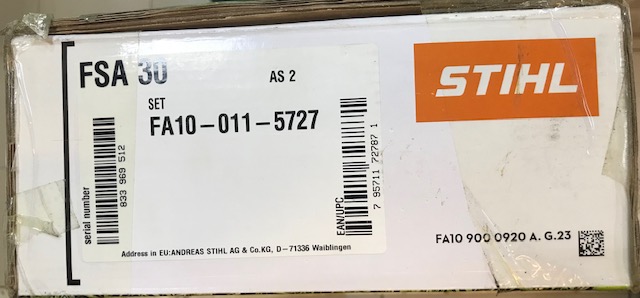 FSA 30
AS 2
SET
FA10-011-5727
serial number
833 969 512
EAN/UPC
7 95711 72787 1
Address in EU:ANDREAS STIHL AG & Co.KG, D-71336 Waiblingen
STIHL
FA10 900 0920 A. G.23